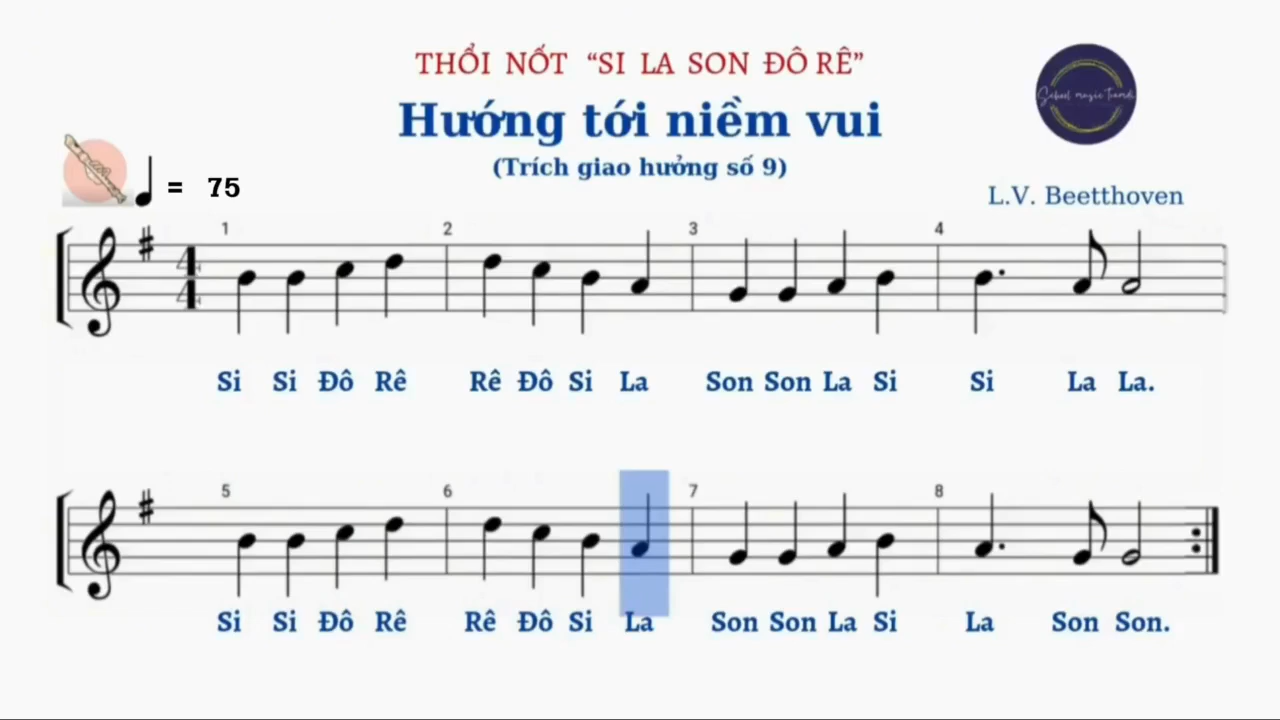 THỔI NỐT “SI LA SON ĐÔ RÊ”
Hướng tới niềm vui
(Trích giao hưởng số 9)
= 75
L.V. Beetthoven
1 2 3 4
4
4
Si Si Đô Rê Rê Đô Si La Son Son La Si Si La La.
5 6 7 8
Si Si Đô Rê Rê Đô Si La Son Son La Si La Son Son.